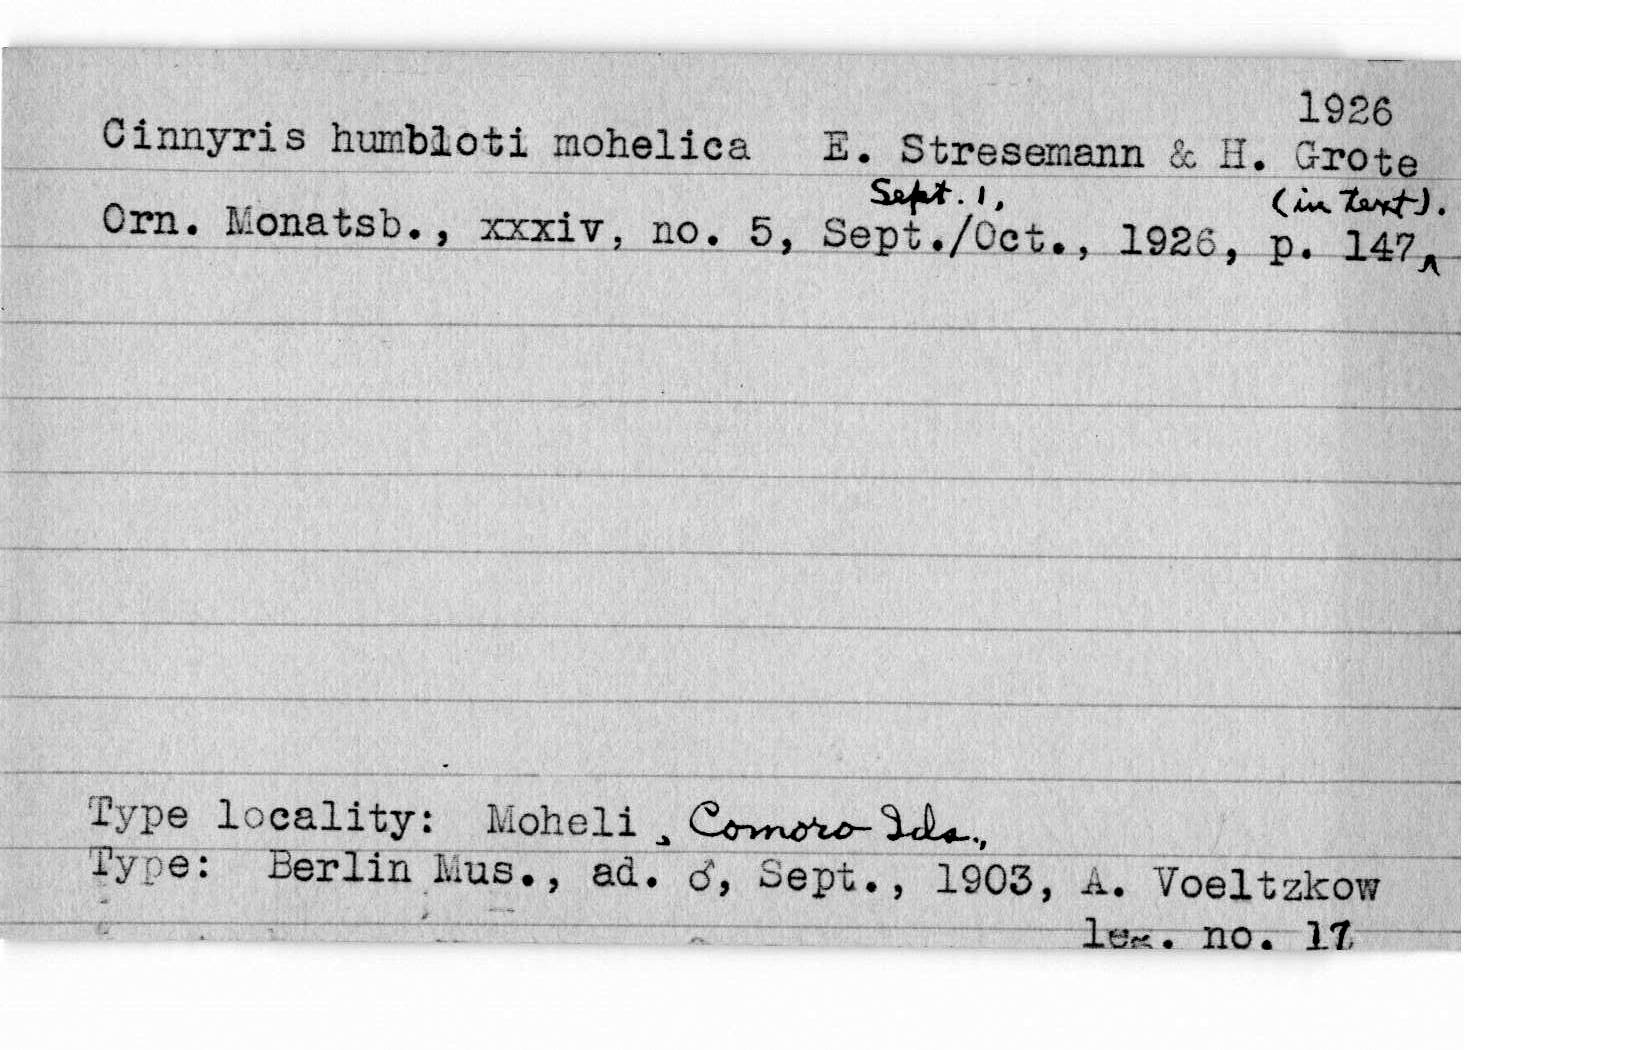 1926
Cinnyris humbloti mohelica E. Stresemann & H. Grote
Sept. 1, (in text).
Orn. Monatsb., xxxiv, no. 5, Sept./Oct., 1926, p. 147
Type locality: Moheli, Comoro Ids.,
Type: Berlin Mus., ad. ♂, Sept., 1903, A. Voeltzkow
leg. no. 17